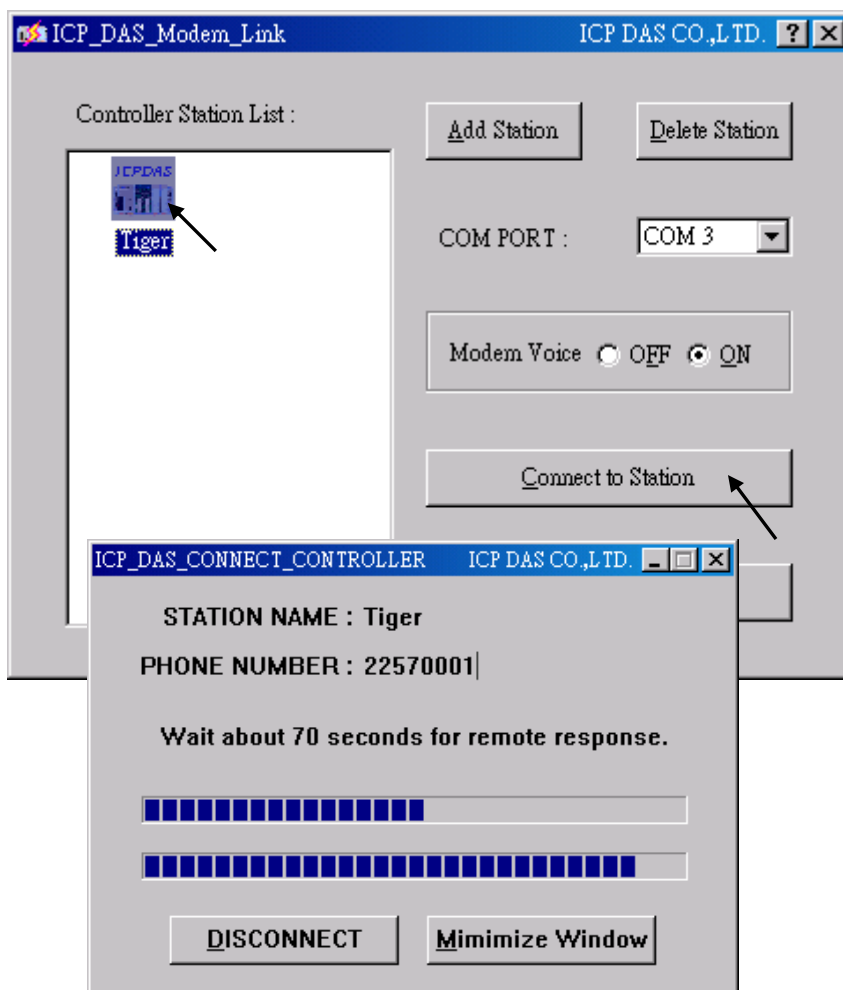 ICP_DAS_Modem_Link ICP DAS CO.,LTD.
Controller Station List :
Add Station Delete Station
ICPDAS
Tiger
COM PORT : COM 3
Modem Voice OFF ON
Connect to Station
ICP_DAS_CONNECT_CONTROLLER ICP DAS CO.,LTD.
STATION NAME : Tiger
PHONE NUMBER : 22570001
Wait about 70 seconds for remote response.
DISCONNECT Mimimize Window